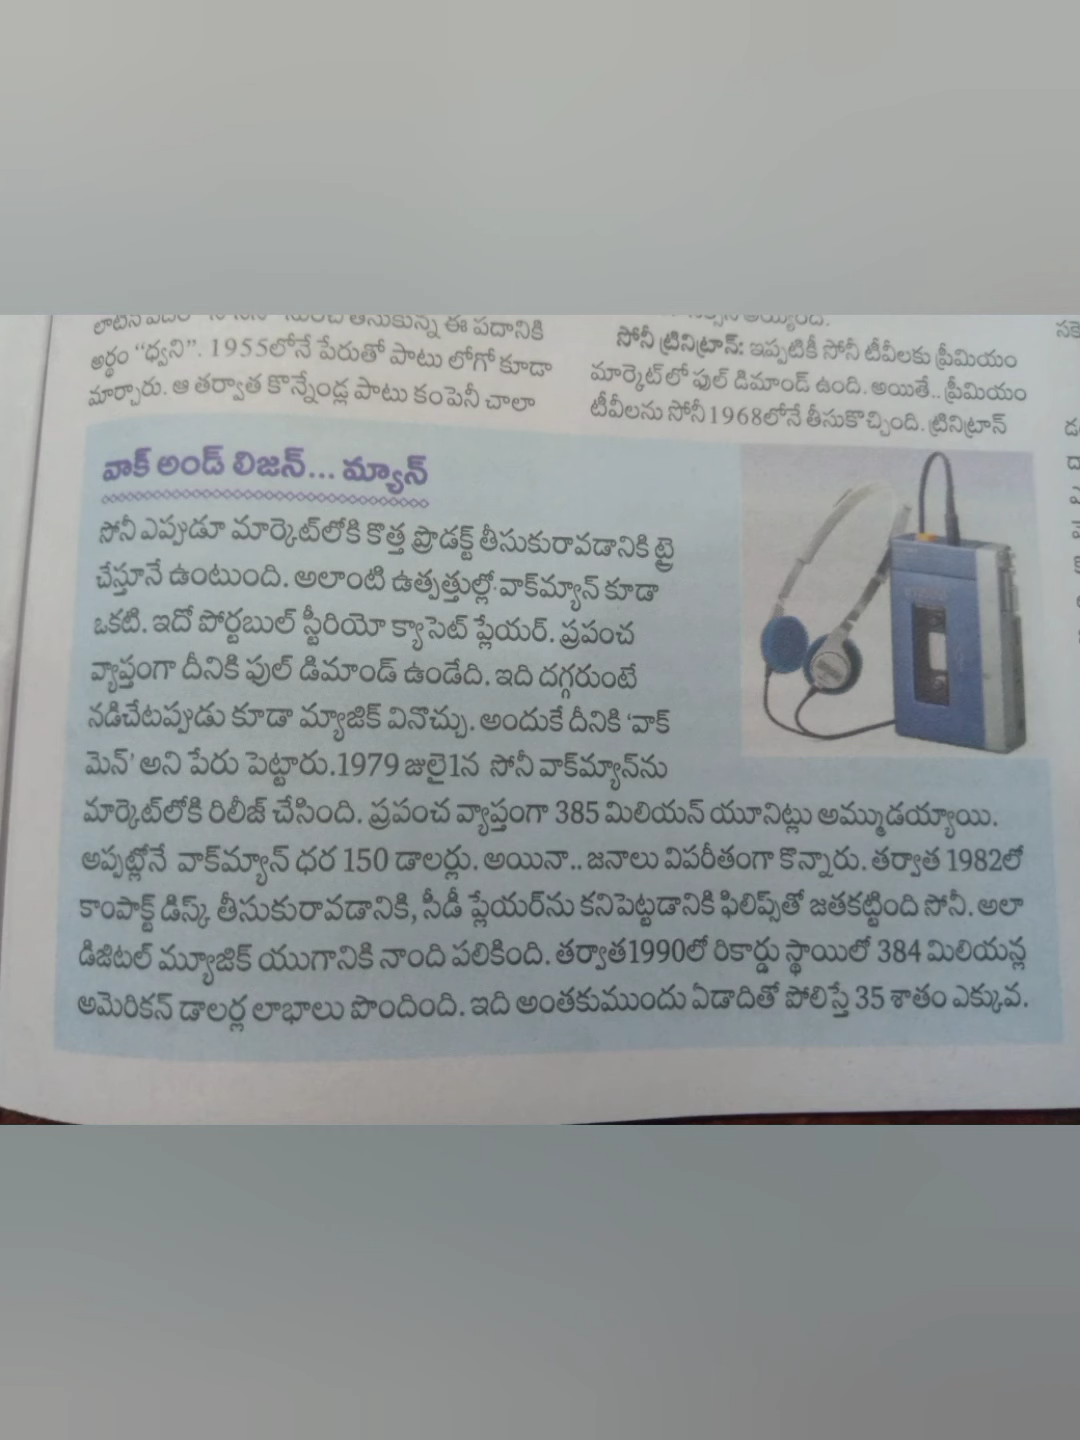 ఈ పదానికి
అర్థం “ధ్వని”. 1955లోనే పేరుతో పాటు లోగో కూడా
మార్చారు. ఆ తర్వాత కొన్నేండ్ల పాటు కంపెనీ చాలా
సోనీ ట్రినిట్రాన్: ఇప్పటికీ సోనీ టీవీలకు ప్రీమియం
మార్కెట్‌లో ఫుల్ డిమాండ్ ఉంది. అయితే.. ప్రీమియం
టీవీలను సోనీ 1968లోనే తీసుకొచ్చింది. ట్రినిట్రాన్
వాక్ అండ్ లిజన్... మ్యాన్
సోనీ ఎప్పుడూ మార్కెట్‌లోకి కొత్త ప్రొడక్ట్ తీసుకురావడానికి ట్రై
చేస్తూనే ఉంటుంది. అలాంటి ఉత్పత్తుల్లో వాక్‌మ్యాన్ కూడా
ఒకటి. ఇదో పోర్టబుల్ స్టీరియో క్యాసెట్ ప్లేయర్. ప్రపంచ
వ్యాప్తంగా దీనికి ఫుల్ డిమాండ్ ఉండేది. ఇది దగ్గరుంటే
నడిచేటప్పుడు కూడా మ్యూజిక్ వినొచ్చు. అందుకే దీనికి ‘వాక్
మెన్’ అని పేరు పెట్టారు.1979 జులై1న సోనీ వాక్‌మ్యాన్‌ను
మార్కెట్‌లోకి రిలీజ్ చేసింది. ప్రపంచ వ్యాప్తంగా 385 మిలియన్ యూనిట్లు అమ్ముడయ్యాయి.
అప్పట్లోనే వాక్‌మ్యాన్ ధర 150 డాలర్లు. అయినా.. జనాలు విపరీతంగా కొన్నారు. తర్వాత 1982లో
కాంపాక్ట్ డిస్క్ తీసుకురావడానికి, సీడీ ప్లేయర్‌ను కనిపెట్టడానికి ఫిలిప్స్‌తో జతకట్టింది సోనీ. అలా
డిజిటల్ మ్యూజిక్ యుగానికి నాంది పలికింది. తర్వాత1990లో రికార్డు స్థాయిలో 384 మిలియన్ల
అమెరికన్ డాలర్ల లాభాలు పొందింది. ఇది అంతకుముందు ఏడాదితో పోలిస్తే 35 శాతం ఎక్కువ.